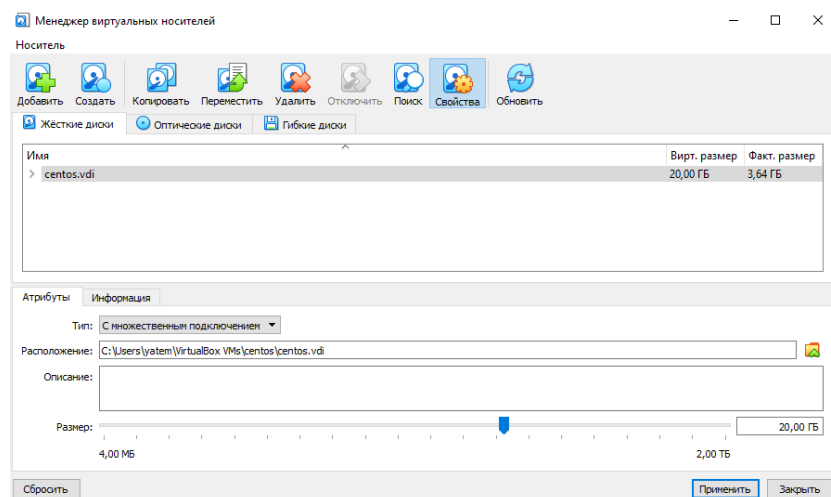 Менеджер виртуальных носителей
Носитель
Добавить Создать Копировать Переместить Удалить Отключить Поиск Свойства Обновить
Жёсткие диски Оптические диски Гибкие диски
Имя Вирт. размер Факт. размер
centos.vdi 20,00 ГБ 3,64 ГБ
Атрибуты Информация
Тип: С множественным подключением
Расположение: C:\Users\yatem\VirtualBox VMs\centos\centos.vdi
Описание:
Размер: 20,00 ГБ
4,00 МБ 2,00 ТБ
Сбросить Применить Закрыть